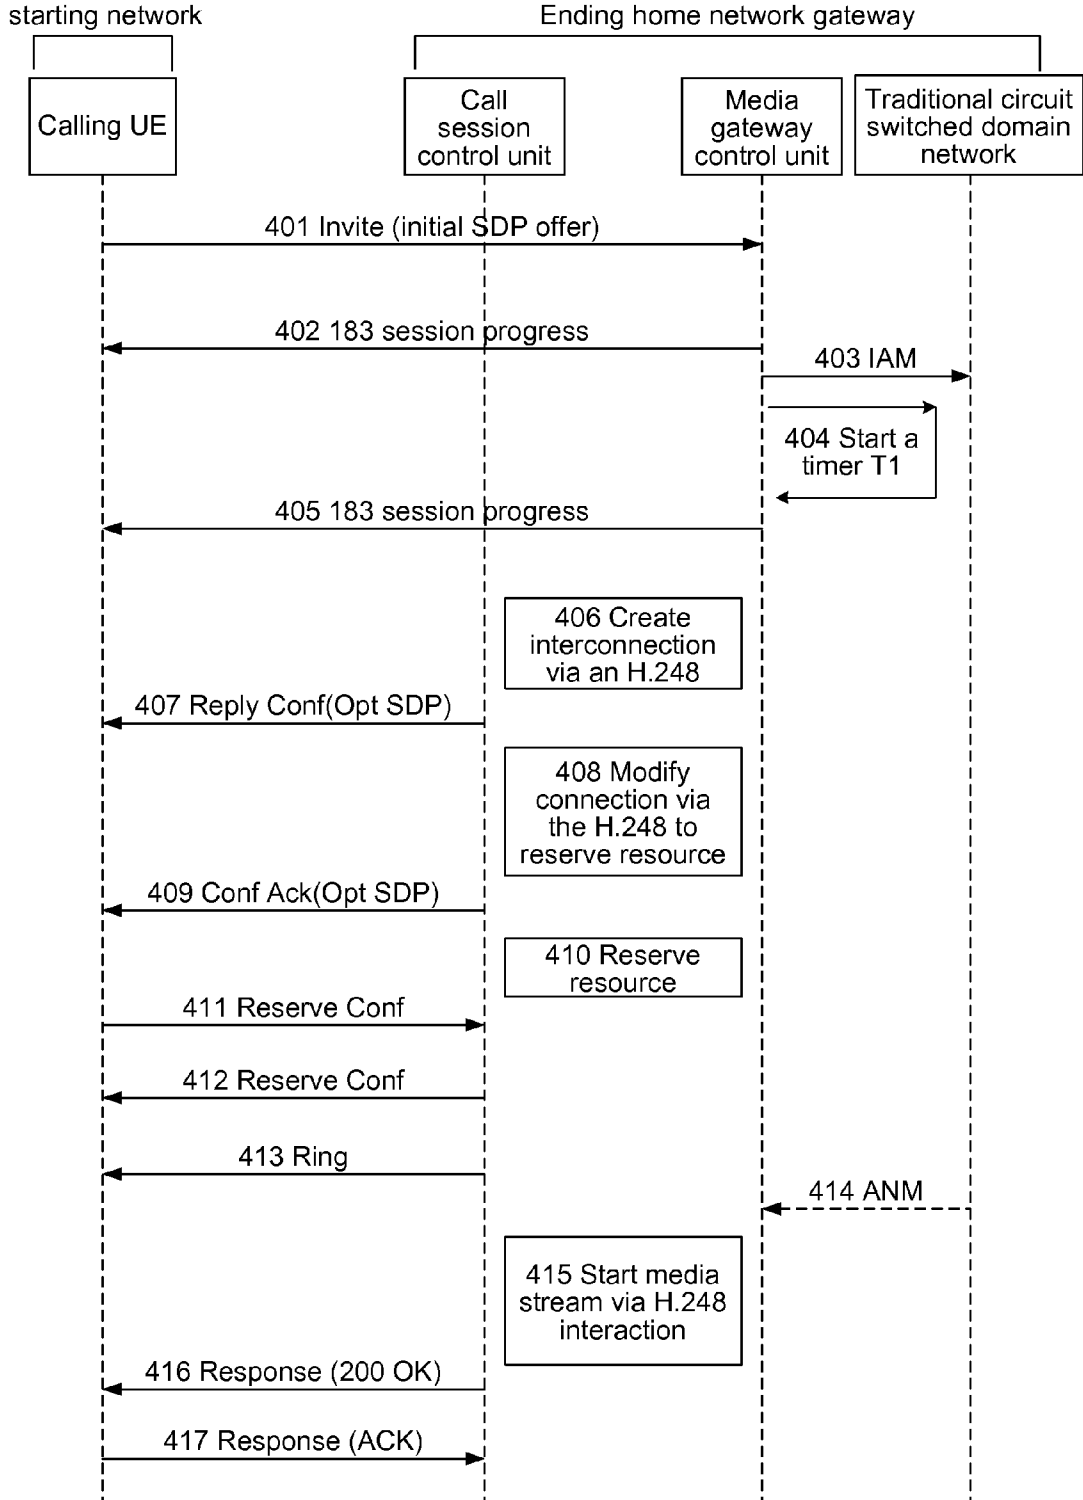 starting network
Ending home network gateway
Calling UE
Call
session
control unit
Media
gateway
control unit
Traditional circuit
switched domain
network
401 Invite (initial SDP offer)
402 183 session progress
403 IAM
404 Start a
timer T1
405 183 session progress
406 Create
interconnection
via an H.248
407 Reply Conf(Opt SDP)
408 Modify
connection via
the H.248 to
reserve resource
409 Conf Ack(Opt SDP)
410 Reserve
resource
411 Reserve Conf
412 Reserve Conf
413 Ring
414 ANM
415 Start media
stream via H.248
interaction
416 Response (200 OK)
417 Response (ACK)